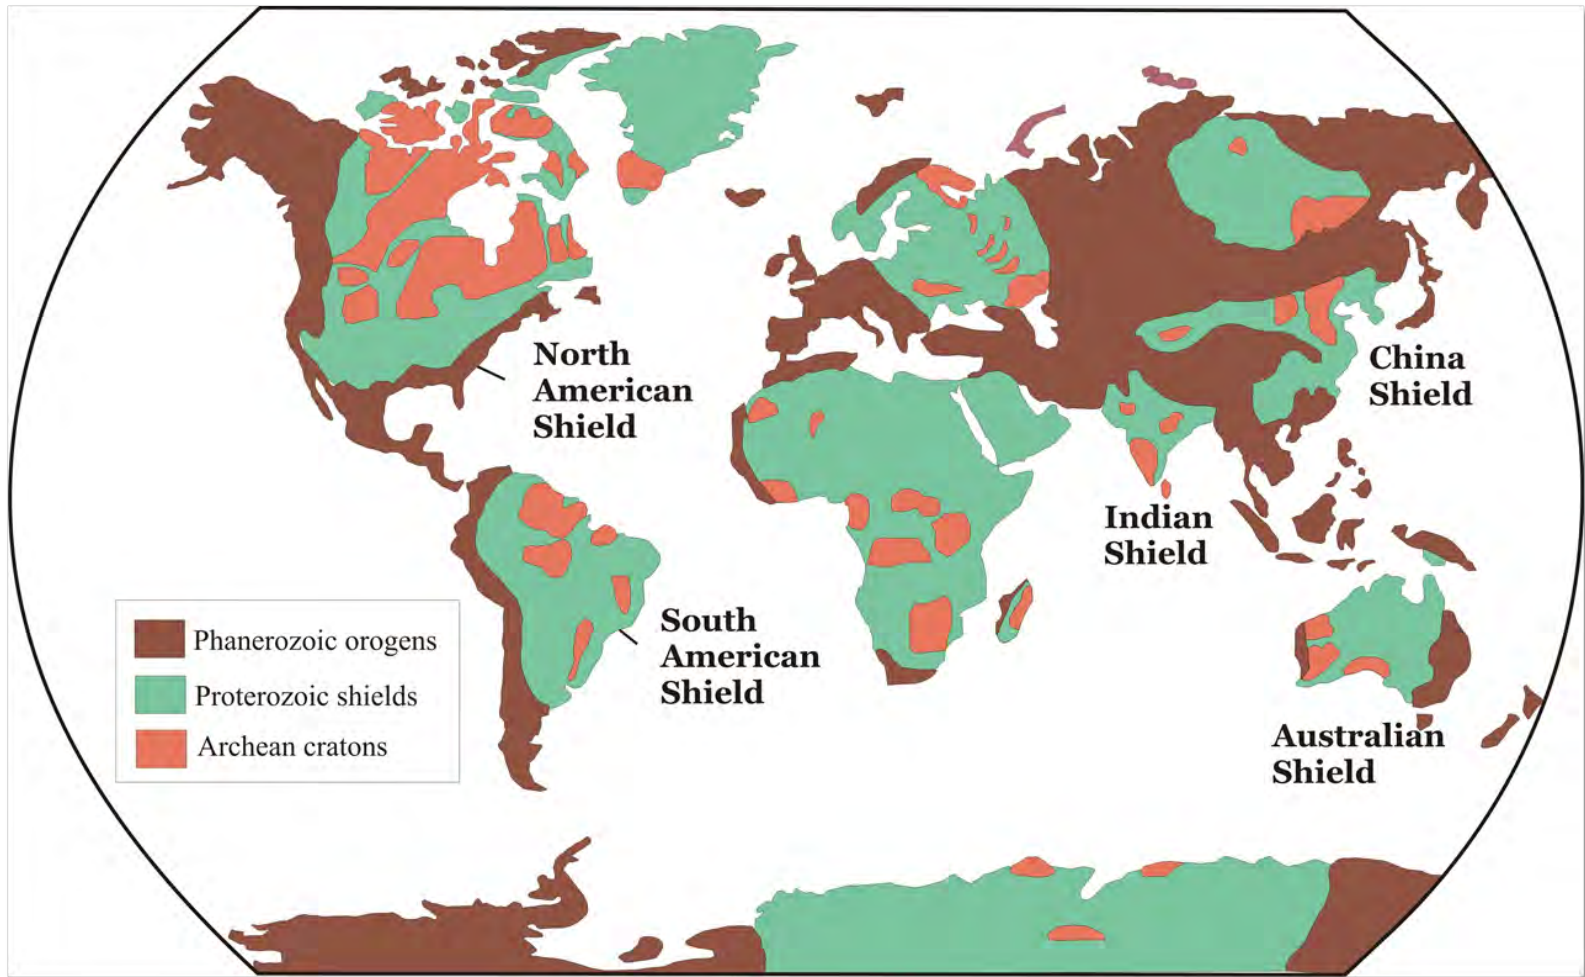 North
American
Shield
China
Shield
Indian
Shield
South
American
Shield
Phanerozoic orogens
Proterozoic shields
Archean cratons
Australian
Shield